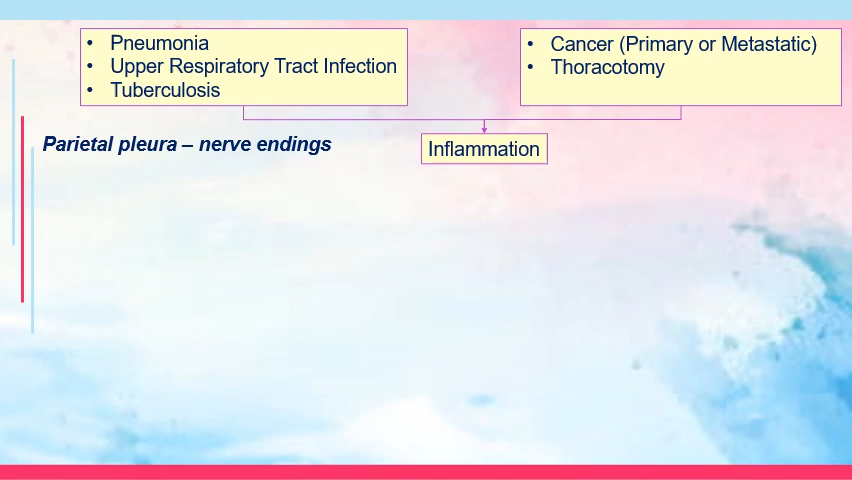 • Pneumonia
• Upper Respiratory Tract Infection
• Tuberculosis
• Cancer (Primary or Metastatic)
• Thoracotomy
Parietal pleura – nerve endings
Inflammation